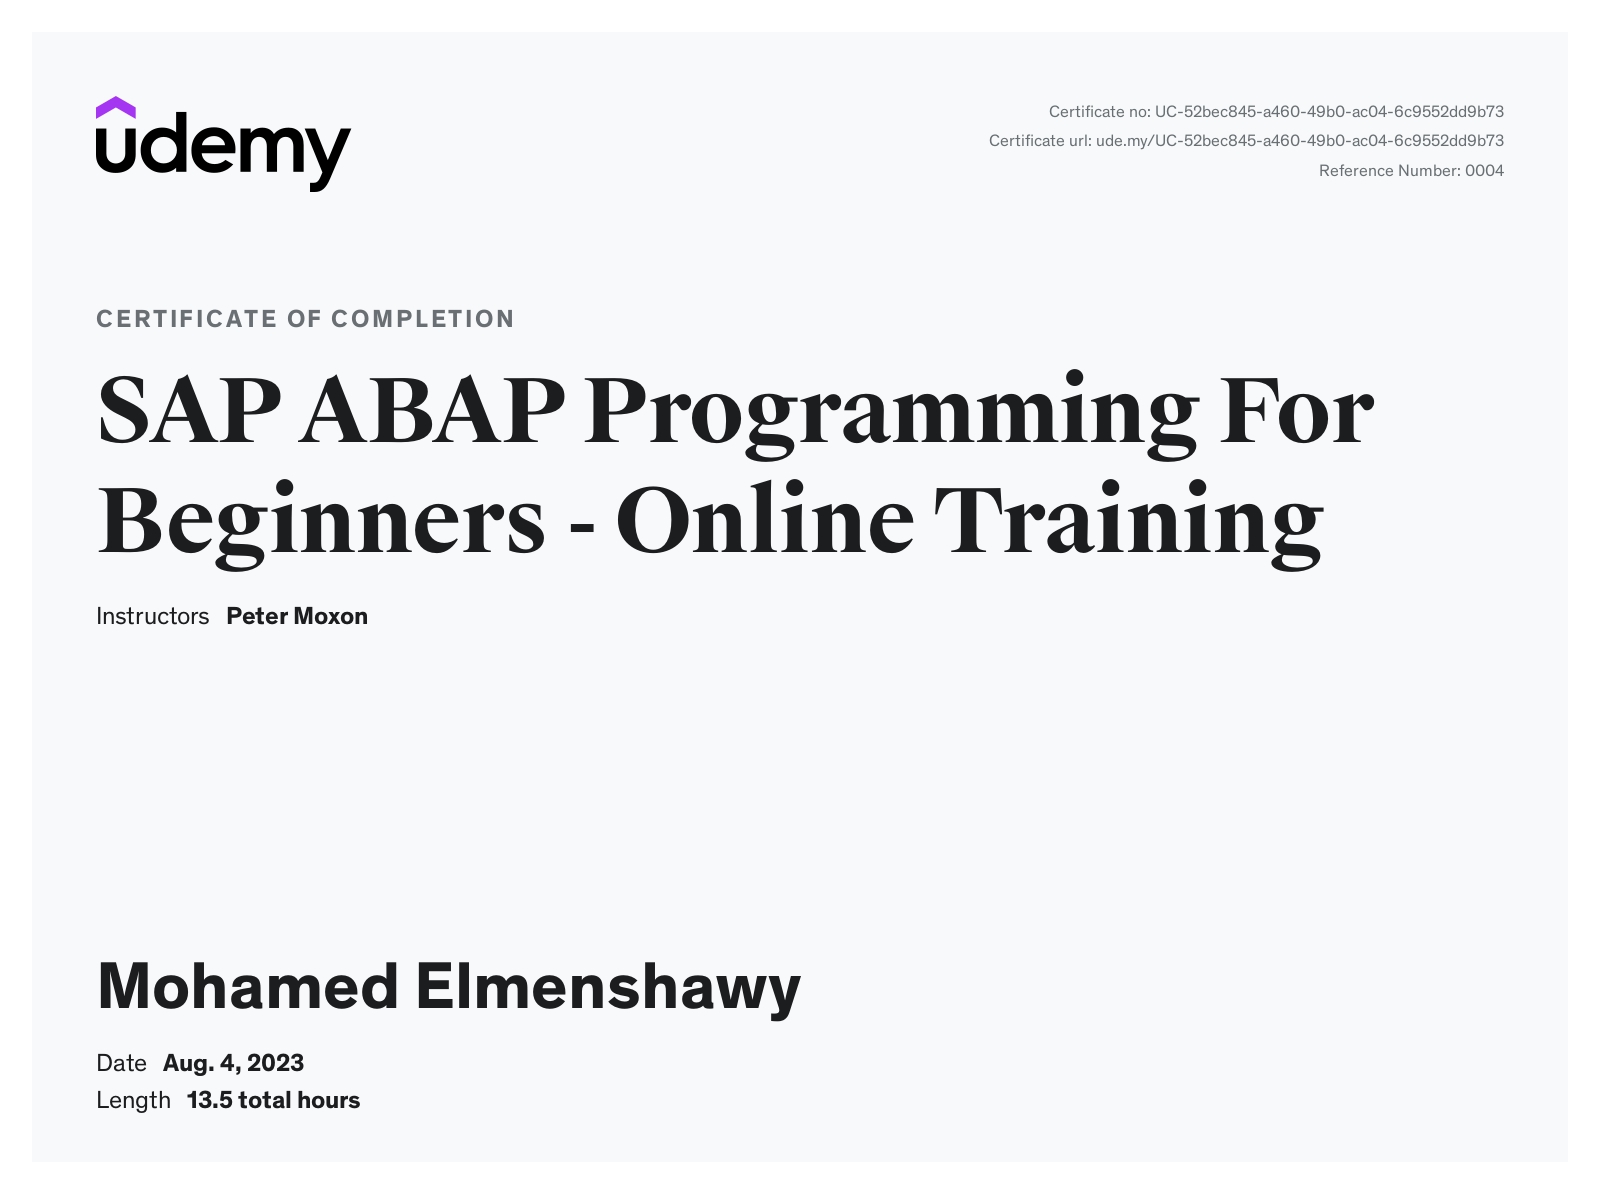 udemy
Certificate no: UC-52bec845-a460-49b0-ac04-6c9552dd9b73
Certificate url: ude.my/UC-52bec845-a460-49b0-ac04-6c9552dd9b73
Reference Number: 0004
CERTIFICATE OF COMPLETION
SAP ABAP Programming For
Beginners - Online Training
Instructors Peter Moxon
Mohamed Elmenshawy
Date Aug. 4, 2023
Length 13.5 total hours